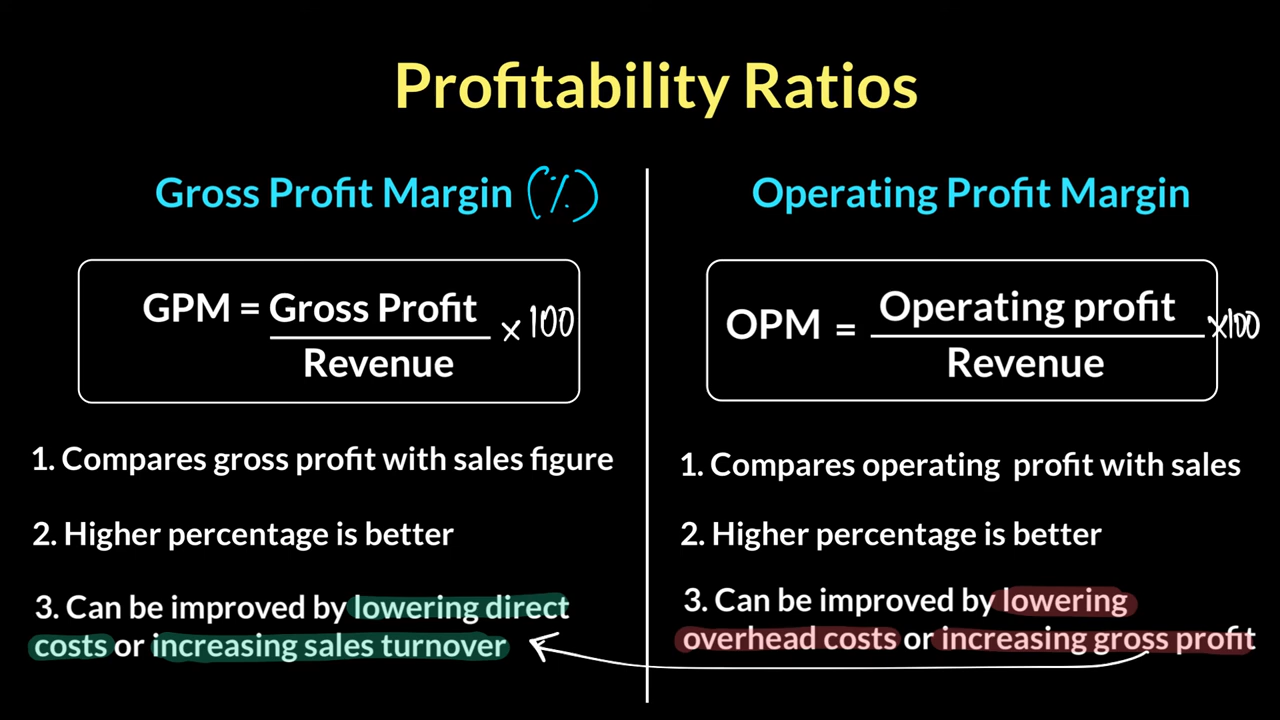 Profitability Ratios
Gross Profit Margin (%)
GPM = Gross Profit × 100
Revenue
1. Compares gross profit with sales figure
2. Higher percentage is better
3. Can be improved by lowering direct
costs or increasing sales turnover
Operating Profit Margin
OPM = Operating profit ×100
Revenue
1. Compares operating profit with sales
2. Higher percentage is better
3. Can be improved by lowering
overhead costs or increasing gross profit